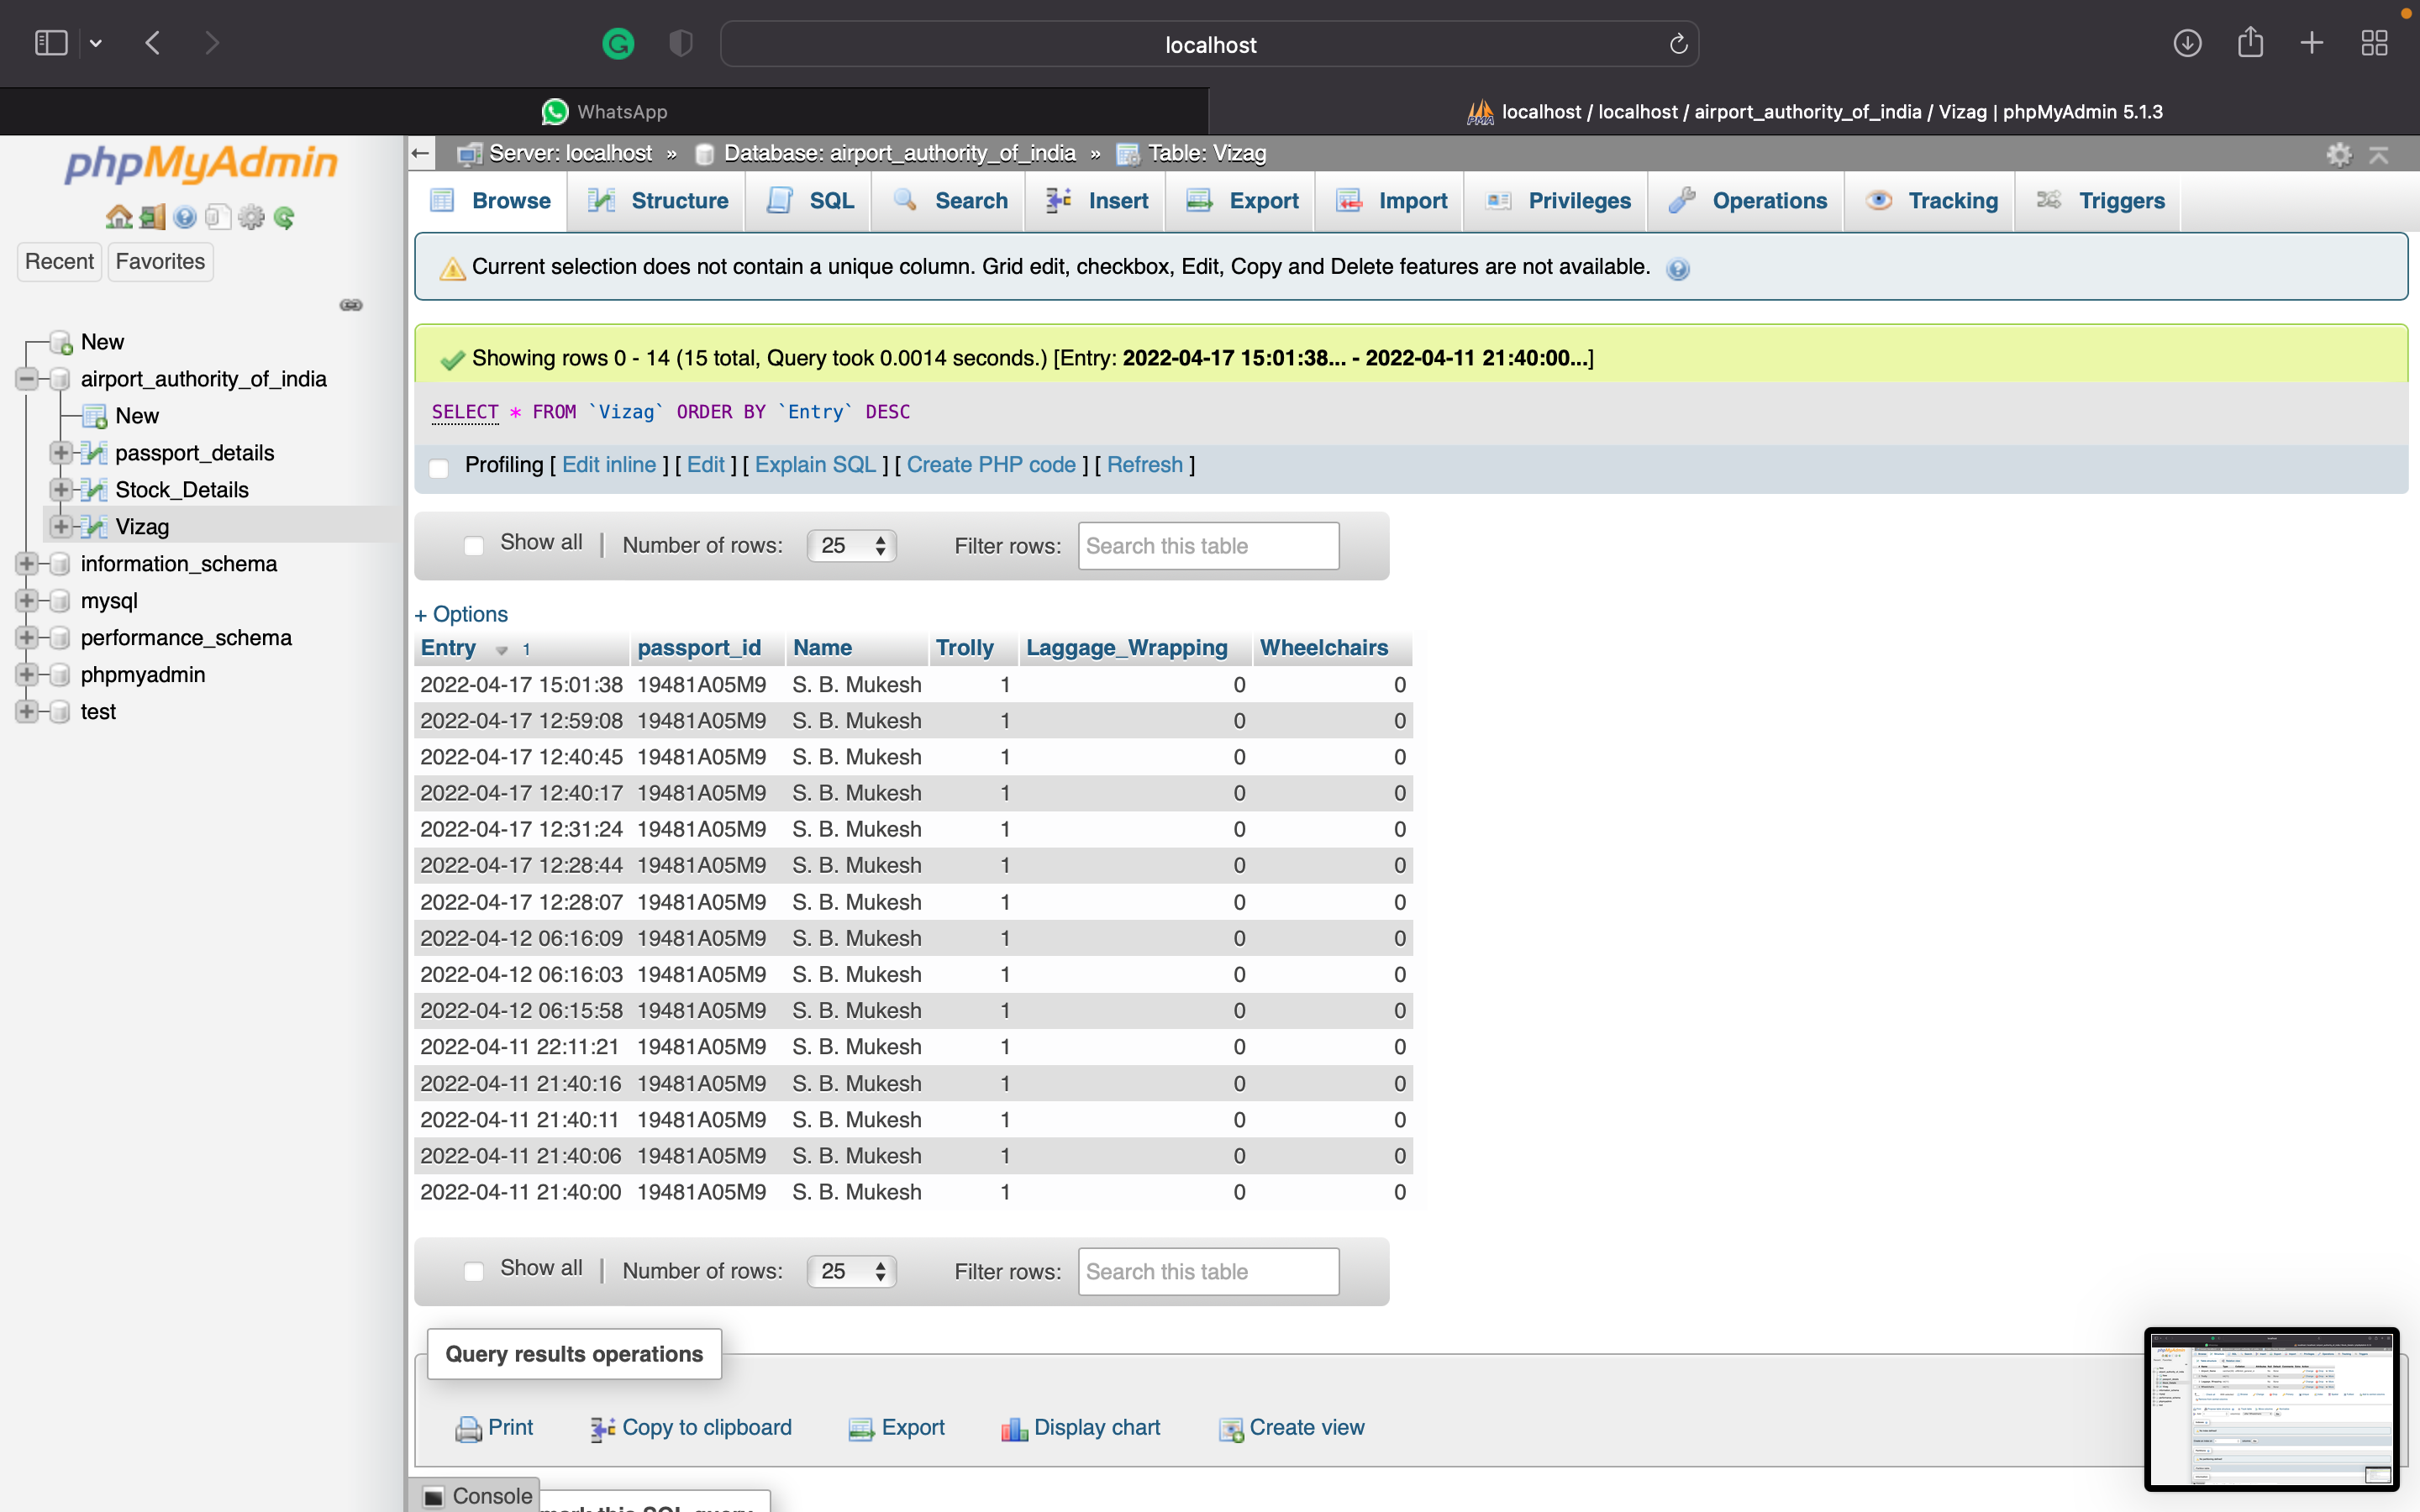 localhost
WhatsApp
localhost / localhost / airport_authority_of_india / Vizag | phpMyAdmin 5.1.3
phpMyAdmin
Server: localhost » Database: airport_authority_of_india » Table: Vizag
Browse Structure SQL Search Insert Export Import Privileges Operations Tracking Triggers
Recent Favorites
New
airport_authority_of_india
New
passport_details
Stock_Details
Vizag
information_schema
mysql
performance_schema
phpmyadmin
test
Current selection does not contain a unique column. Grid edit, checkbox, Edit, Copy and Delete features are not available.
Showing rows 0 - 14 (15 total, Query took 0.0014 seconds.) [Entry: 2022-04-17 15:01:38... - 2022-04-11 21:40:00...]
SELECT * FROM `Vizag` ORDER BY `Entry` DESC
Profiling [ Edit inline ] [ Edit ] [ Explain SQL ] [ Create PHP code ] [ Refresh ]
Show all | Number of rows: 25 Filter rows: Search this table
+ Options
Entry 1 passport_id Name Trolly Laggage_Wrapping Wheelchairs
2022-04-17 15:01:38 19481A05M9 S. B. Mukesh 1 0 0
2022-04-17 12:59:08 19481A05M9 S. B. Mukesh 1 0 0
2022-04-17 12:40:45 19481A05M9 S. B. Mukesh 1 0 0
2022-04-17 12:40:17 19481A05M9 S. B. Mukesh 1 0 0
2022-04-17 12:31:24 19481A05M9 S. B. Mukesh 1 0 0
2022-04-17 12:28:44 19481A05M9 S. B. Mukesh 1 0 0
2022-04-17 12:28:07 19481A05M9 S. B. Mukesh 1 0 0
2022-04-12 06:16:09 19481A05M9 S. B. Mukesh 1 0 0
2022-04-12 06:16:03 19481A05M9 S. B. Mukesh 1 0 0
2022-04-12 06:15:58 19481A05M9 S. B. Mukesh 1 0 0
2022-04-11 22:11:21 19481A05M9 S. B. Mukesh 1 0 0
2022-04-11 21:40:16 19481A05M9 S. B. Mukesh 1 0 0
2022-04-11 21:40:11 19481A05M9 S. B. Mukesh 1 0 0
2022-04-11 21:40:06 19481A05M9 S. B. Mukesh 1 0 0
2022-04-11 21:40:00 19481A05M9 S. B. Mukesh 1 0 0
Show all | Number of rows: 25 Filter rows: Search this table
Query results operations
Print Copy to clipboard Export Display chart Create view
Console